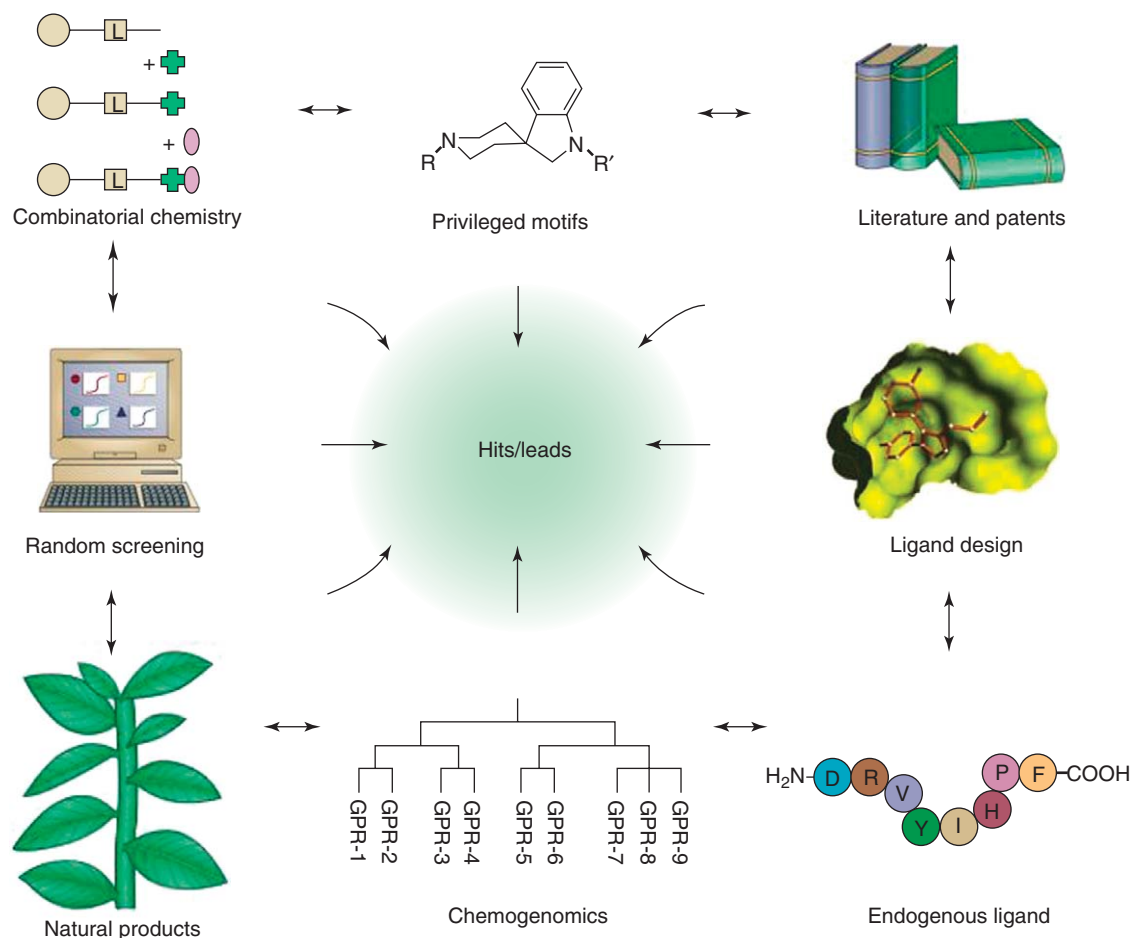 L
+
L
+
L
Combinatorial chemistry
N
R
N
R′
Privileged motifs
Literature and patents
Random screening
Hits/leads
Ligand design
Natural products
GPR-1
GPR-2
GPR-3
GPR-4
GPR-5
GPR-6
GPR-7
GPR-8
GPR-9
Chemogenomics
H₂N D R V Y I H P F COOH
Endogenous ligand